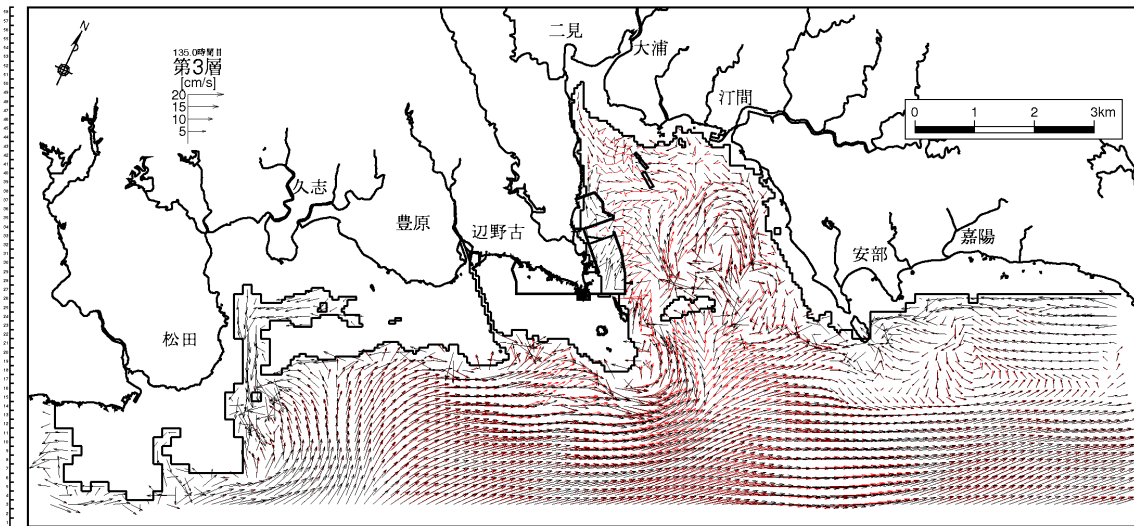 N
135.0時間目
第3層
[cm/s]
20
15
10
5
二見
大浦
汀間
0 1 2 3km
久志
豊原
辺野古
安部
嘉陽
松田